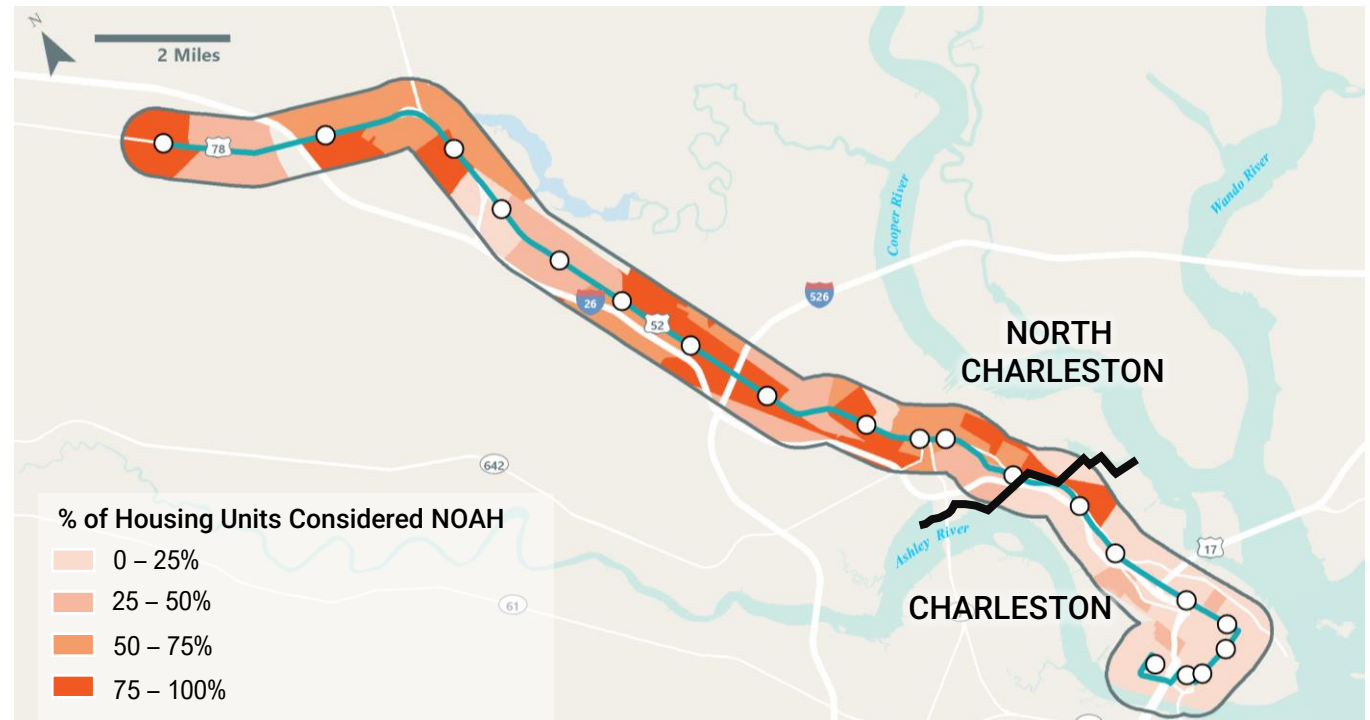 N
2 Miles
78
26
52
526
Cooper River
Wando River
NORTH
CHARLESTON
642
% of Housing Units Considered NOAH
0 – 25%
25 – 50%
50 – 75%
75 – 100%
Ashley River
17
61
CHARLESTON